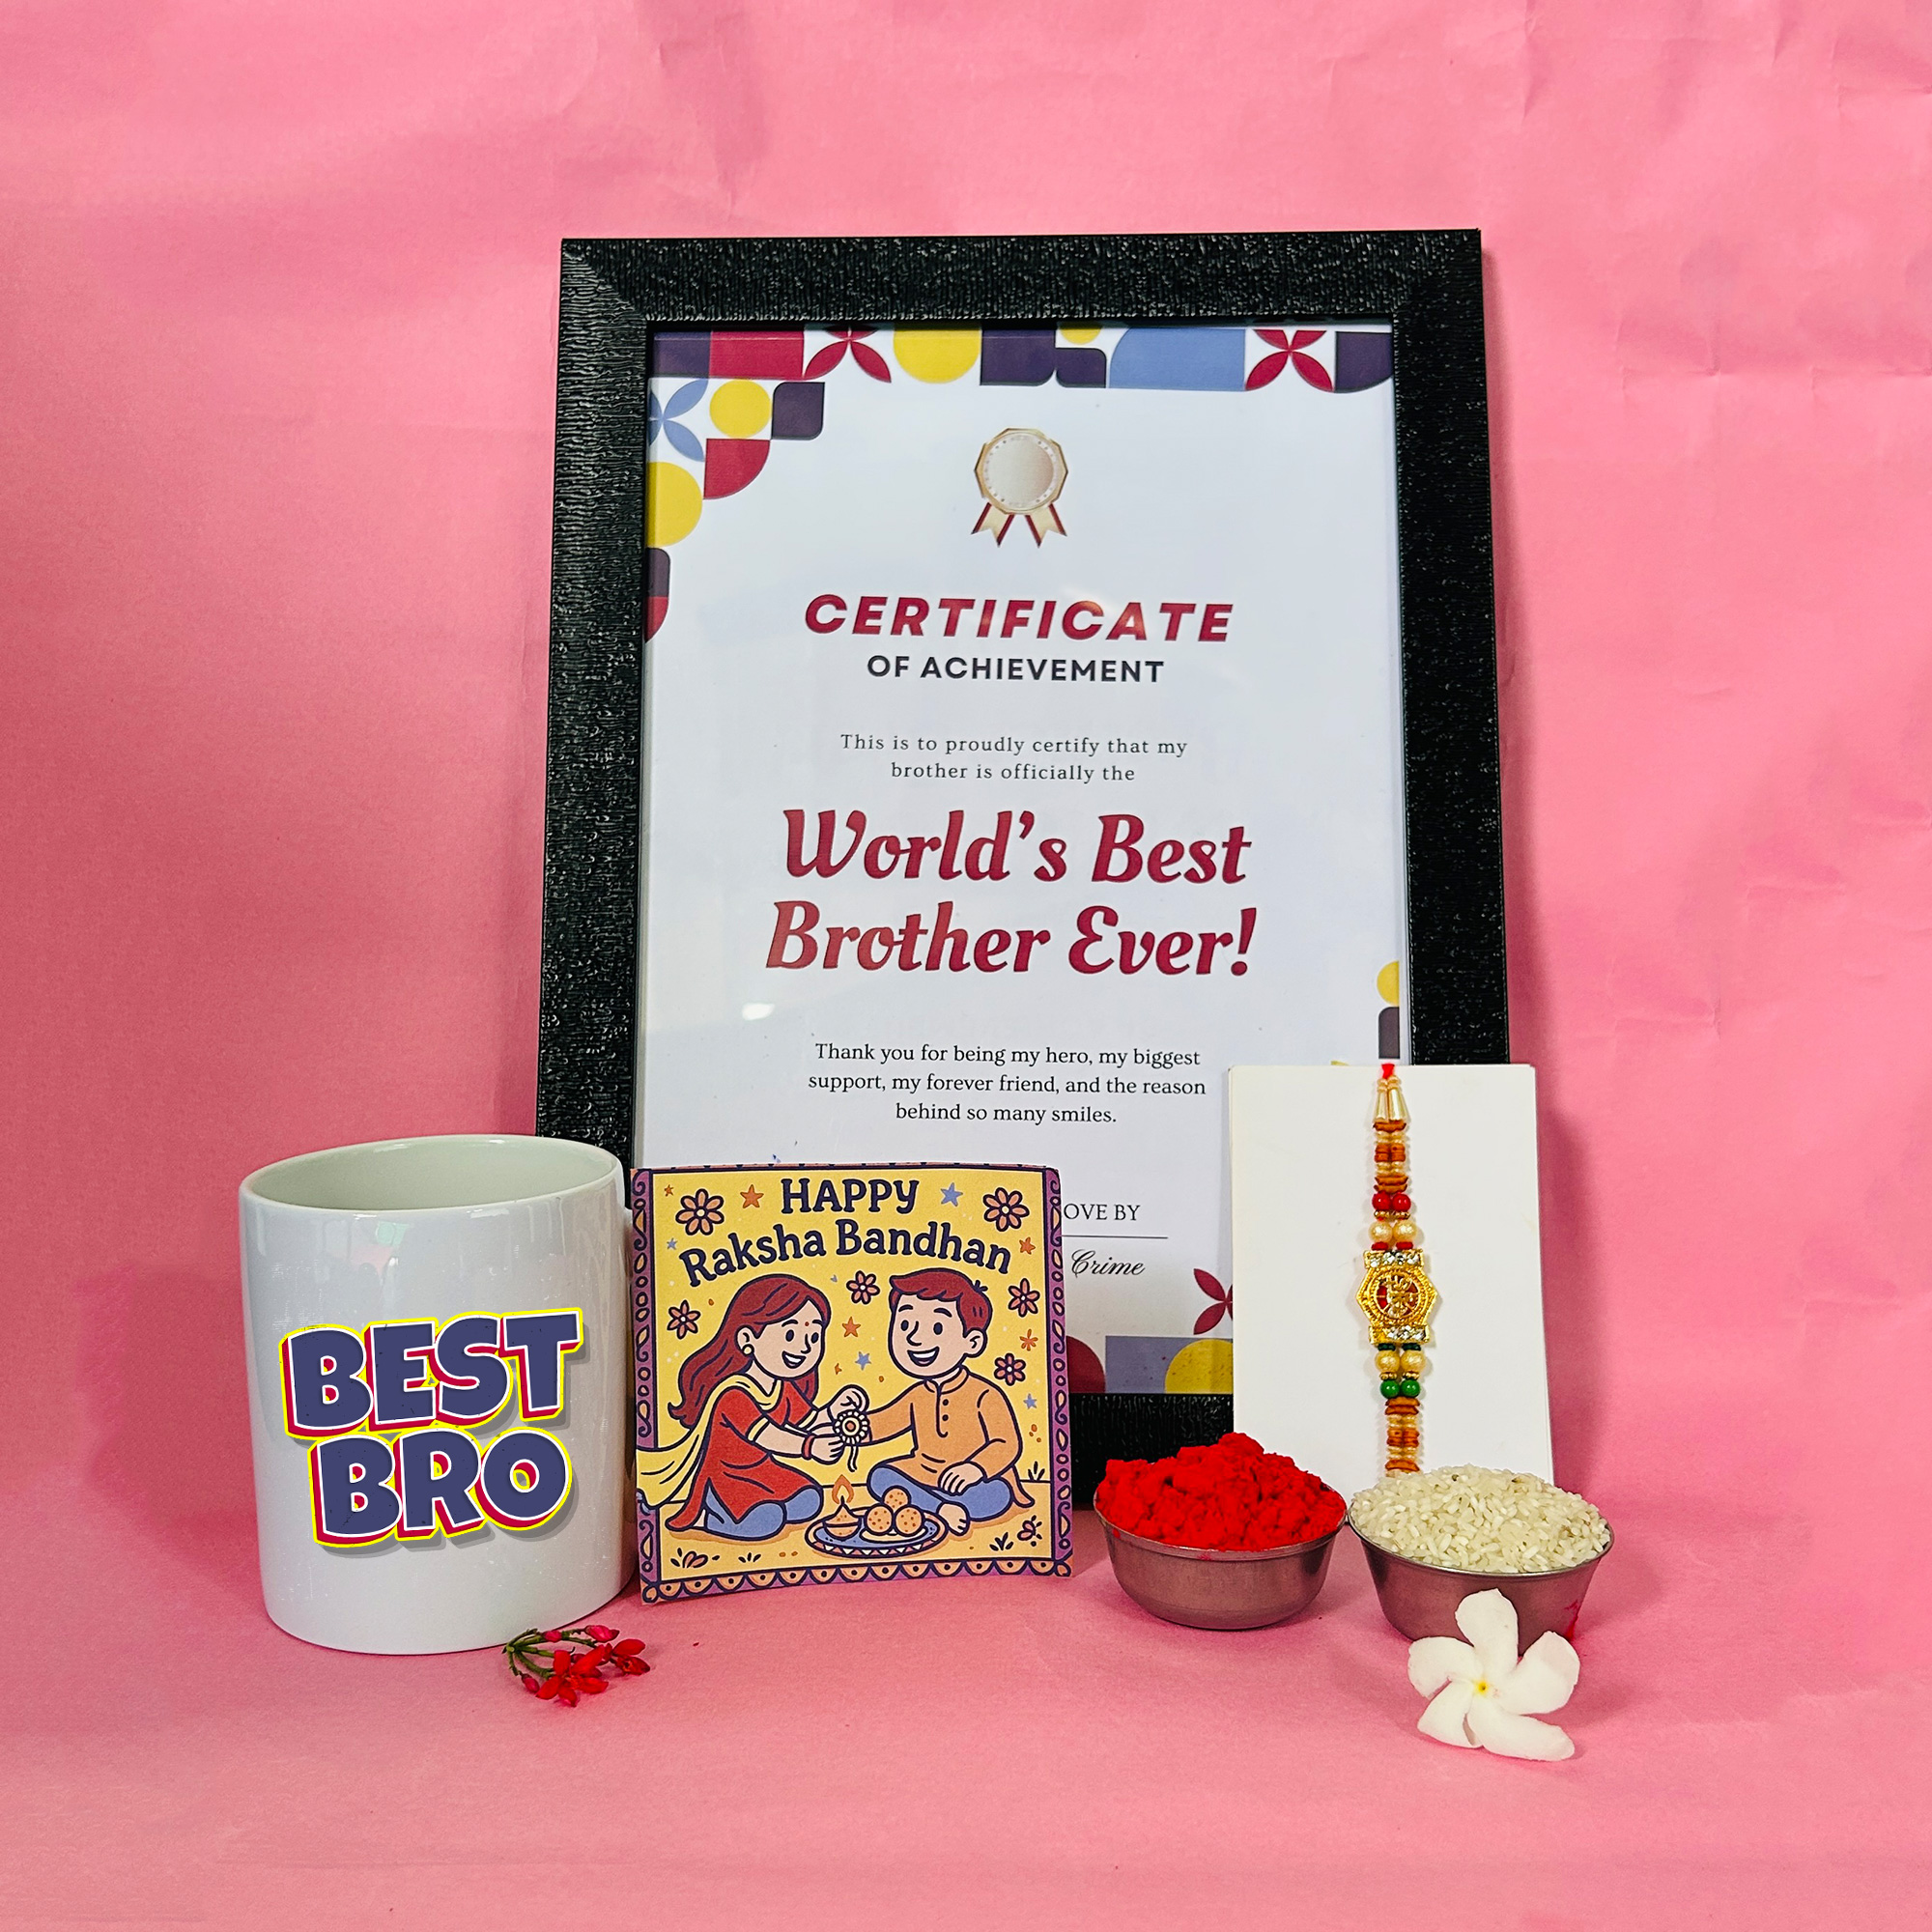 CERTIFICATE
OF ACHIEVEMENT
This is to proudly certify that my
brother is officially the
World's Best
Brother Ever!
Thank you for being my hero, my biggest
support, my forever friend, and the reason
behind so many smiles.
OVE BY
Crime
HAPPY
Raksha Bandhan
BEST
BRO